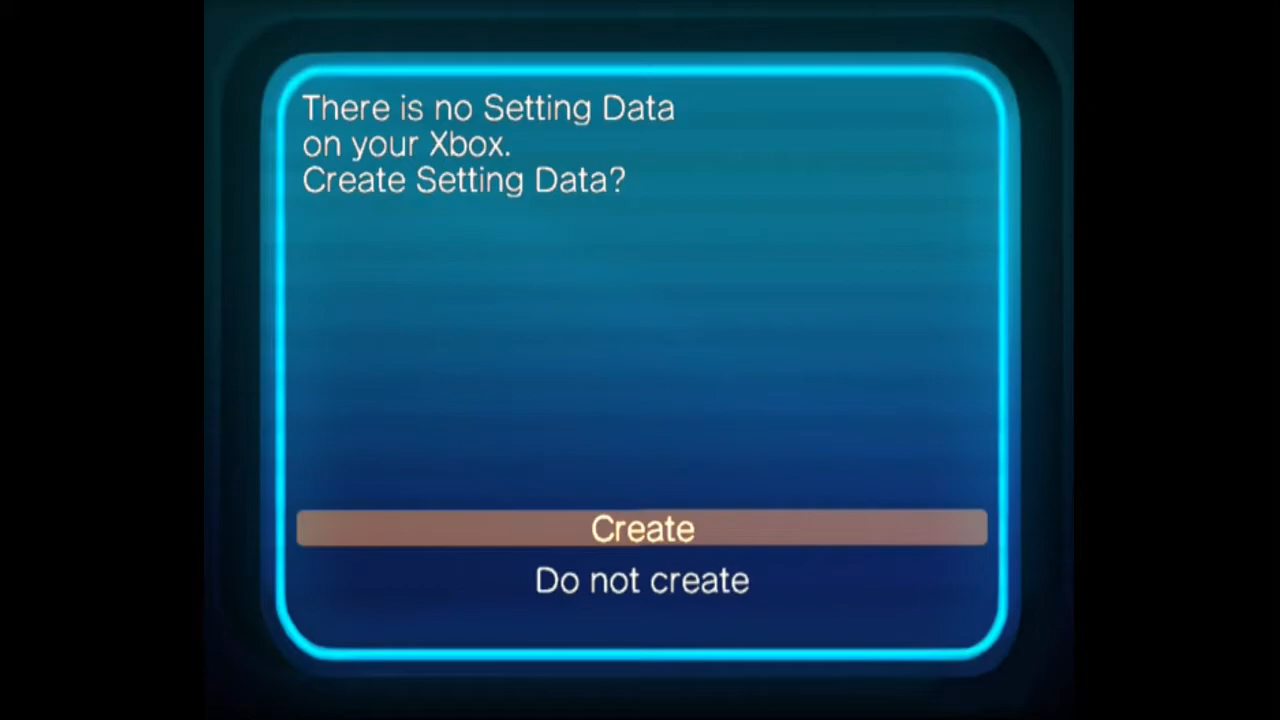 There is no Setting Data
on your Xbox.
Create Setting Data?
Create
Do not create